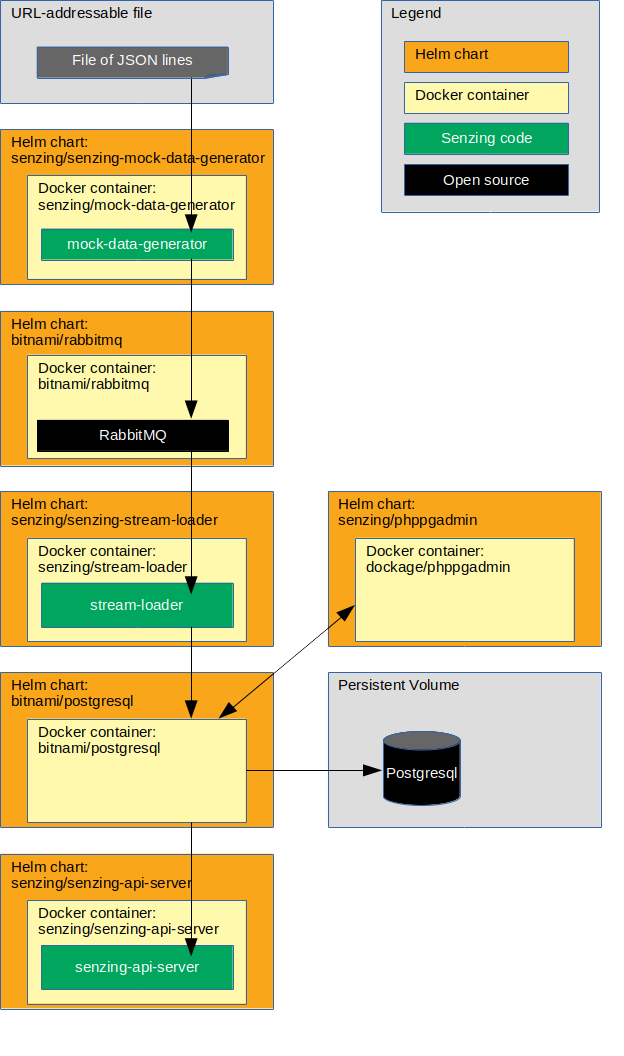 URL-addressable file
File of JSON lines
Legend
Helm chart
Docker container
Senzing code
Open source
Helm chart:
senzing/senzing-mock-data-generator
Docker container:
senzing/mock-data-generator
mock-data-generator
Helm chart:
bitnami/rabbitmq
Docker container:
bitnami/rabbitmq
RabbitMQ
Helm chart:
senzing/senzing-stream-loader
Docker container:
senzing/stream-loader
stream-loader
Helm chart:
senzing/phppgadmin
Docker container:
dockage/phppgadmin
Helm chart:
bitnami/postgresql
Docker container:
bitnami/postgresql
Persistent Volume
Postgresql
Helm chart:
senzing/senzing-api-server
Docker container:
senzing/senzing-api-server
senzing-api-server